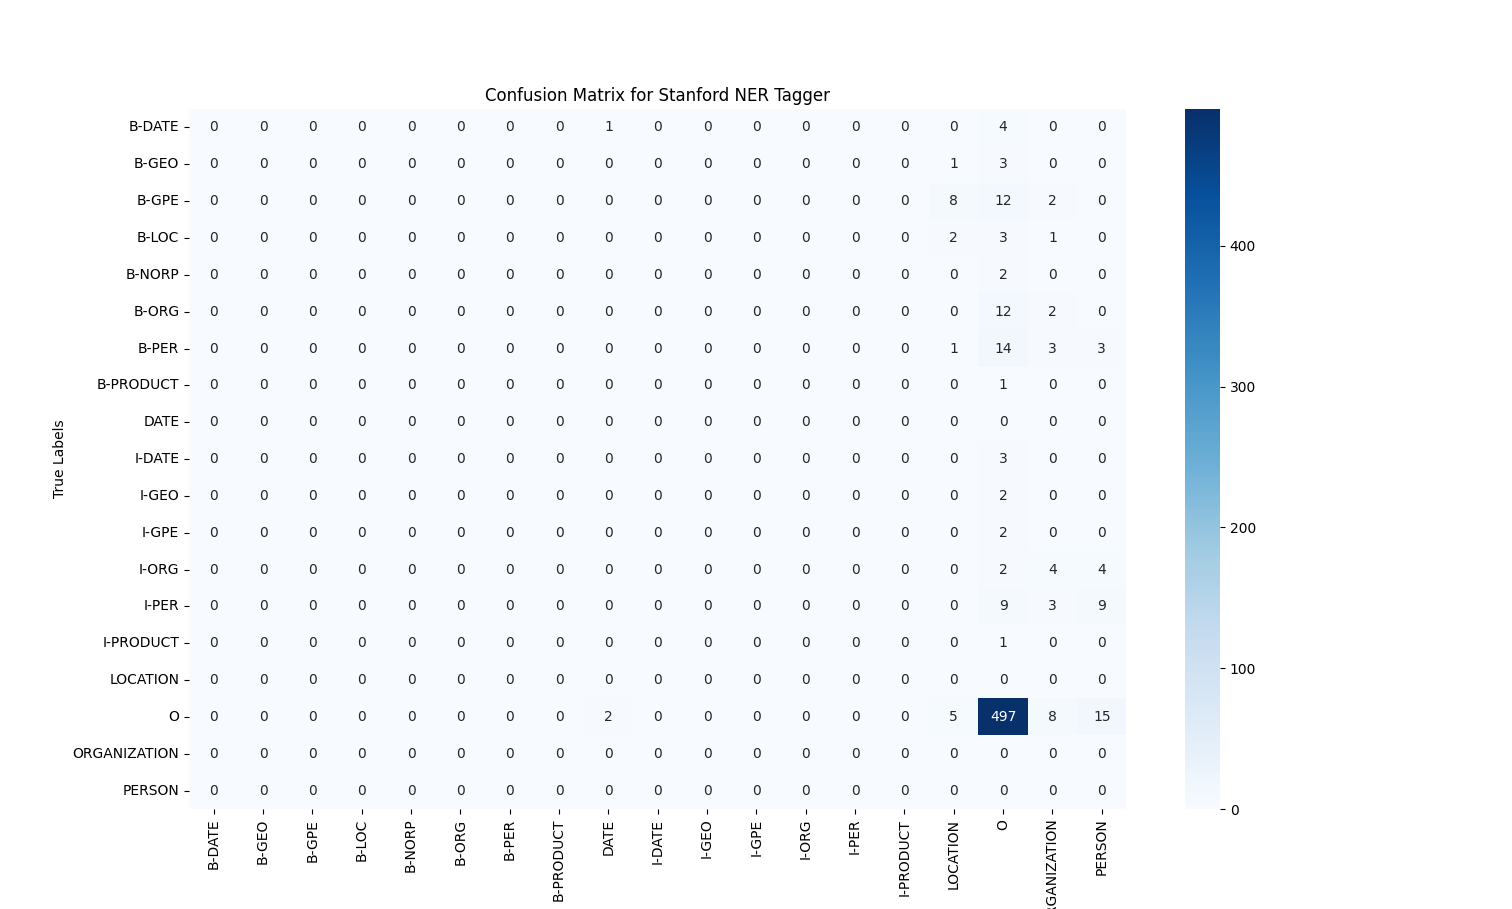 Confusion Matrix for Stanford NER Tagger
True Labels
B-DATE 0 0 0 0 0 0 0 0 1 0 0 0 0 0 0 0 4 0 0
B-GEO 0 0 0 0 0 0 0 0 0 0 0 0 0 0 0 1 3 0 0
B-GPE 0 0 0 0 0 0 0 0 0 0 0 0 0 0 0 8 12 2 0
B-LOC 0 0 0 0 0 0 0 0 0 0 0 0 0 0 0 2 3 1 0
B-NORP 0 0 0 0 0 0 0 0 0 0 0 0 0 0 0 0 2 0 0
B-ORG 0 0 0 0 0 0 0 0 0 0 0 0 0 0 0 0 12 2 0
B-PER 0 0 0 0 0 0 0 0 0 0 0 0 0 0 0 1 14 3 3
B-PRODUCT 0 0 0 0 0 0 0 0 0 0 0 0 0 0 0 0 1 0 0
DATE 0 0 0 0 0 0 0 0 0 0 0 0 0 0 0 0 0 0 0
I-DATE 0 0 0 0 0 0 0 0 0 0 0 0 0 0 0 0 3 0 0
I-GEO 0 0 0 0 0 0 0 0 0 0 0 0 0 0 0 0 2 0 0
I-GPE 0 0 0 0 0 0 0 0 0 0 0 0 0 0 0 0 2 0 0
I-ORG 0 0 0 0 0 0 0 0 0 0 0 0 0 0 0 0 2 4 4
I-PER 0 0 0 0 0 0 0 0 0 0 0 0 0 0 0 0 9 3 9
I-PRODUCT 0 0 0 0 0 0 0 0 0 0 0 0 0 0 0 0 1 0 0
LOCATION 0 0 0 0 0 0 0 0 0 0 0 0 0 0 0 0 0 0 0
O 0 0 0 0 0 0 0 0 2 0 0 0 0 0 0 5 497 8 15
ORGANIZATION 0 0 0 0 0 0 0 0 0 0 0 0 0 0 0 0 0 0 0
PERSON 0 0 0 0 0 0 0 0 0 0 0 0 0 0 0 0 0 0 0
B-DATE
B-GEO
B-GPE
B-LOC
B-NORP
B-ORG
B-PER
B-PRODUCT
DATE
I-DATE
I-GEO
I-GPE
I-ORG
I-PER
I-PRODUCT
LOCATION
O
RGANIZATION
PERSON
400
300
200
100
0